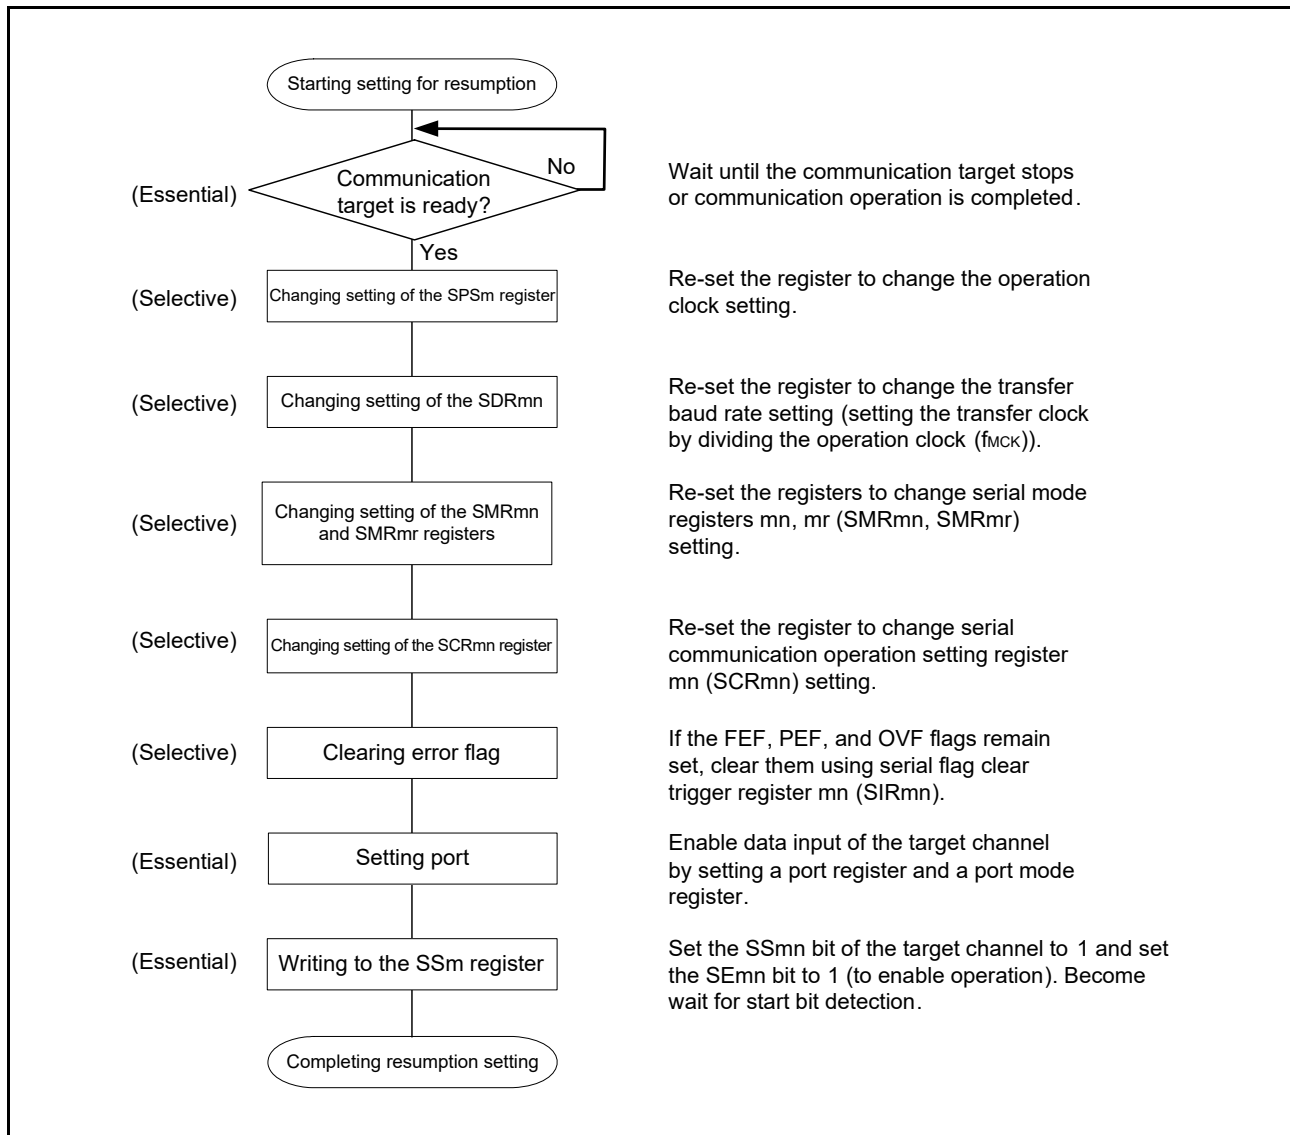 Starting setting for resumption
No
(Essential)
Communication
target is ready?
Wait until the communication target stops
or communication operation is completed.
Yes
(Selective)
Changing setting of the SPSm register
Re-set the register to change the operation
clock setting.
(Selective)
Changing setting of the SDRmn
Re-set the register to change the transfer
baud rate setting (setting the transfer clock
by dividing the operation clock (fMCK)).
(Selective)
Changing setting of the SMRmn
and SMRmr registers
Re-set the registers to change serial mode
registers mn, mr (SMRmn, SMRmr)
setting.
(Selective)
Changing setting of the SCRmn register
Re-set the register to change serial
communication operation setting register
mn (SCRmn) setting.
(Selective)
Clearing error flag
If the FEF, PEF, and OVF flags remain
set, clear them using serial flag clear
trigger register mn (SIRmn).
(Essential)
Setting port
Enable data input of the target channel
by setting a port register and a port mode
register.
(Essential)
Writing to the SSm register
Set the SSmn bit of the target channel to 1 and set
the SEmn bit to 1 (to enable operation). Become
wait for start bit detection.
Completing resumption setting